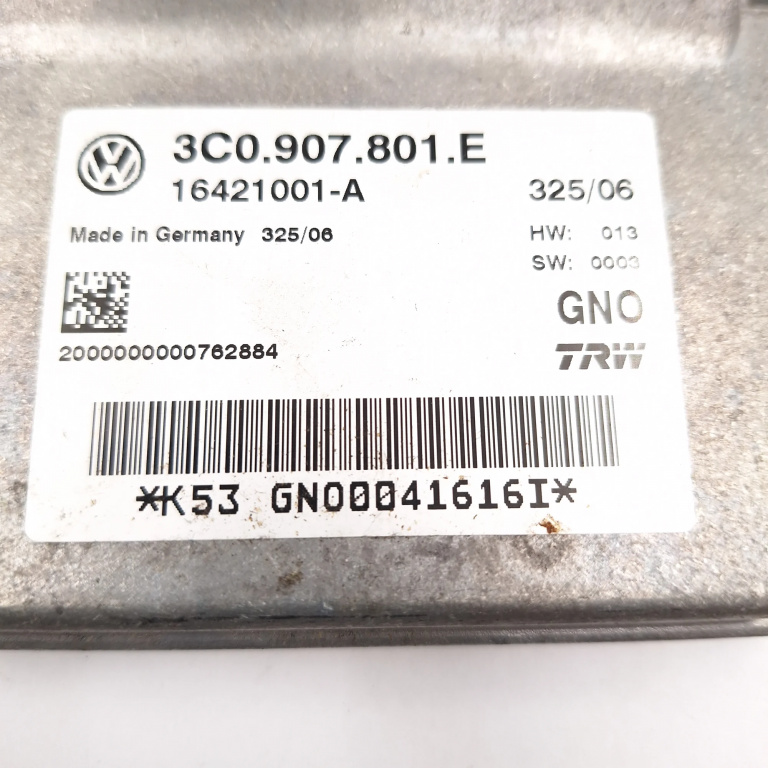 3C0.907.801.E
16421001-A 325/06
Made in Germany 325/06 HW: 013
SW: 0003
GNO
2000000000762884 TRW
*K53 GNO0041616I*